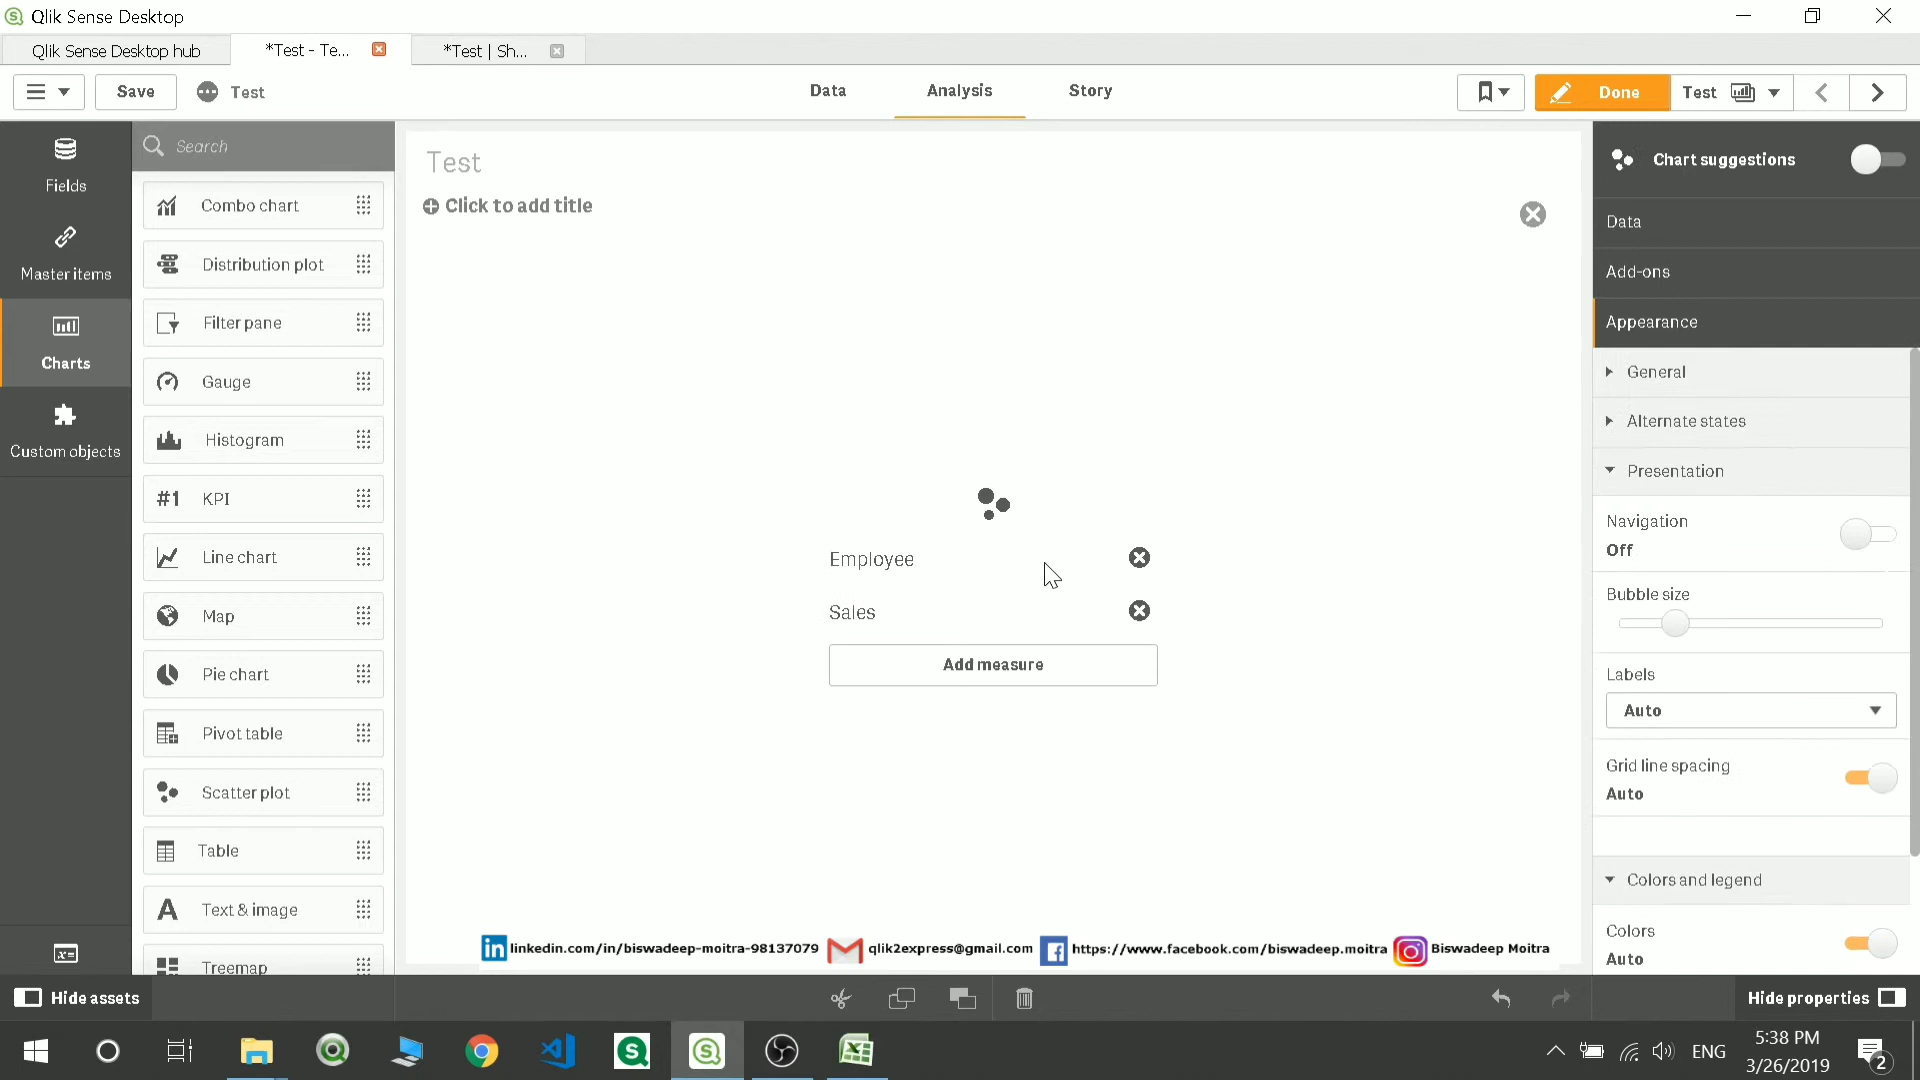 Qlik Sense Desktop
Qlik Sense Desktop hub
*Test - Te...
*Test | Sh...
Save
Test
Data
Analysis
Story
Done
Test
Fields
Master items
Charts
Custom objects
Search
Combo chart
Distribution plot
Filter pane
Gauge
Histogram
#1 KPI
Line chart
Map
Pie chart
Pivot table
Scatter plot
Table
A Text & image
Treemap
Test
Click to add title
Employee
Sales
Add measure
linkedin.com/in/biswadeep-moitra-98137079
qlik2express@gmail.com
https://www.facebook.com/biswadeep.moitra
Biswadeep Moitra
Chart suggestions
Data
Add-ons
Appearance
General
Alternate states
Presentation
Navigation
Off
Bubble size
Labels
Auto
Grid line spacing
Auto
Colors and legend
Colors
Auto
Hide assets
Hide properties
ENG
5:38 PM
3/26/2019
2